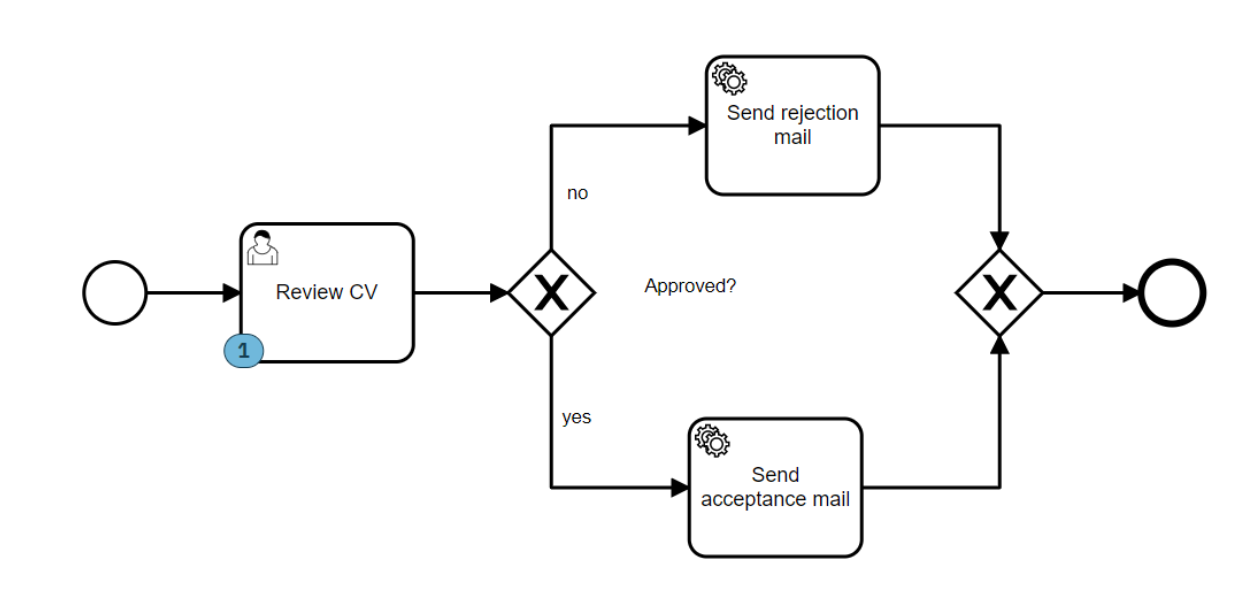 Send rejection
mail
no
Review CV
Approved?
1
yes
Send
acceptance mail